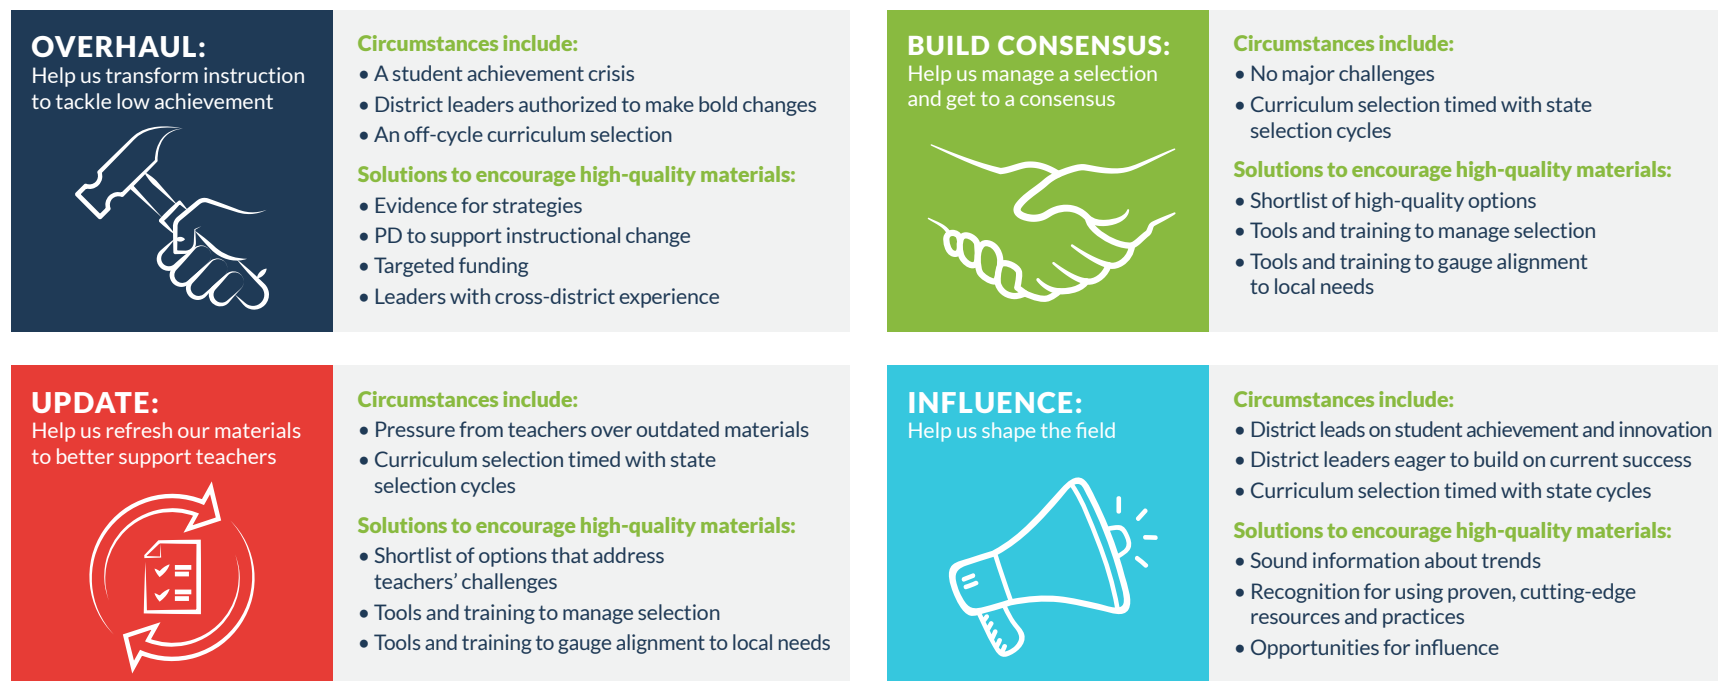 OVERHAUL:
Help us transform instruction
to tackle low achievement
Circumstances include:
• A student achievement crisis
• District leaders authorized to make bold changes
• An off-cycle curriculum selection
Solutions to encourage high-quality materials:
• Evidence for strategies
• PD to support instructional change
• Targeted funding
• Leaders with cross-district experience
BUILD CONSENSUS:
Help us manage a selection
and get to a consensus
Circumstances include:
• No major challenges
• Curriculum selection timed with state
selection cycles
Solutions to encourage high-quality materials:
• Shortlist of high-quality options
• Tools and training to manage selection
• Tools and training to gauge alignment
to local needs
UPDATE:
Help us refresh our materials
to better support teachers
Circumstances include:
• Pressure from teachers over outdated materials
• Curriculum selection timed with state
selection cycles
Solutions to encourage high-quality materials:
• Shortlist of options that address
teachers’ challenges
• Tools and training to manage selection
• Tools and training to gauge alignment to local needs
INFLUENCE:
Help us shape the field
Circumstances include:
• District leads on student achievement and innovation
• District leaders eager to build on current success
• Curriculum selection timed with state cycles
Solutions to encourage high-quality materials:
• Sound information about trends
• Recognition for using proven, cutting-edge
resources and practices
• Opportunities for influence